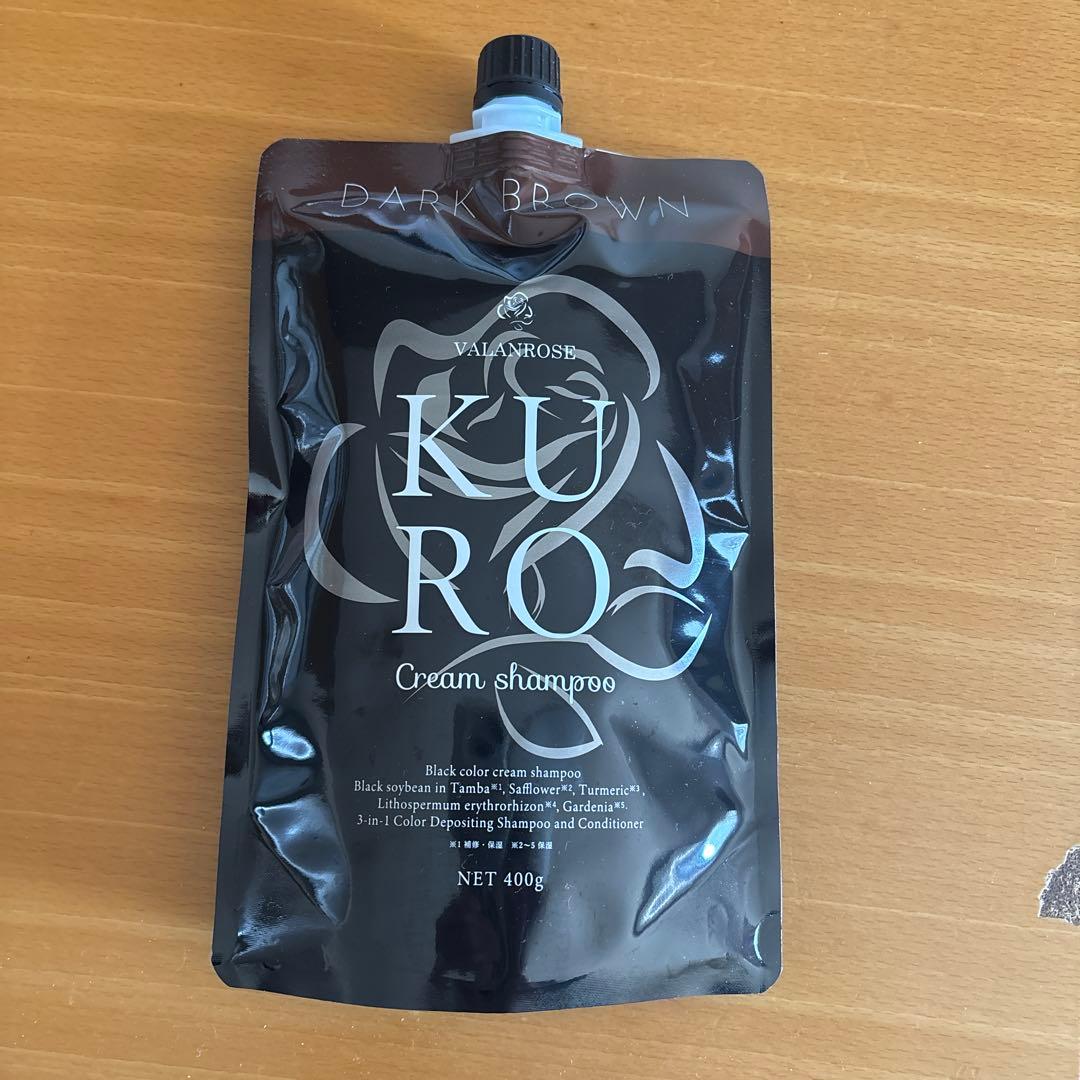 DARK BROWN
VALANROSE
KU
RO
Cream shampoo
Black color cream shampoo
Black soybean in Tamba※1, Safflower※2, Turmeric※3,
Lithospermum erythrorhizon※4, Gardenia※5.
3-in-1 Color Depositing Shampoo and Conditioner
※1 補修・保湿 ※2～5 保湿
NET 400g